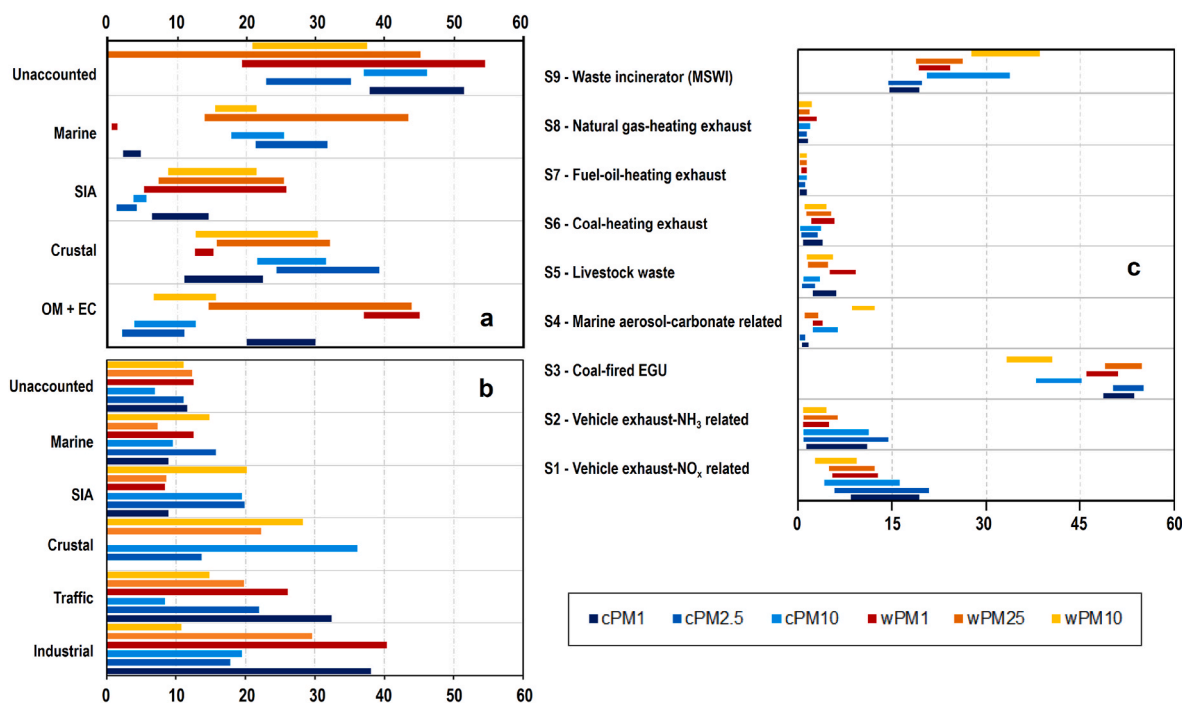 0 10 20 30 40 50 60
Unaccounted
Marine
SIA
Crustal
OM + EC
a
Unaccounted
Marine
SIA
Crustal
Traffic
Industrial
b
0 10 20 30 40 50 60
S9 - Waste incinerator (MSWI)
S8 - Natural gas-heating exhaust
S7 - Fuel-oil-heating exhaust
S6 - Coal-heating exhaust
S5 - Livestock waste
S4 - Marine aerosol-carbonate related
S3 - Coal-fired EGU
S2 - Vehicle exhaust-NH₃ related
S1 - Vehicle exhaust-NOₓ related
c
0 15 30 45 60
cPM1 cPM2.5 cPM10 wPM1 wPM25 wPM10